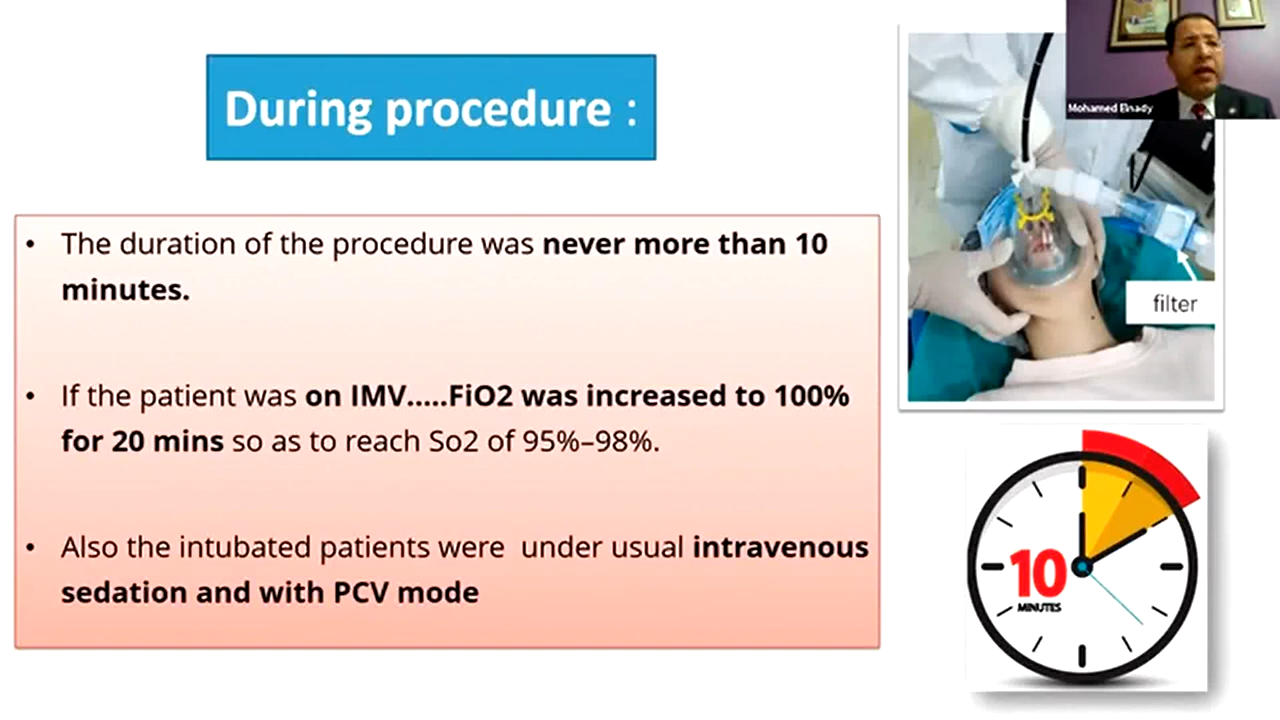 During procedure :
• The duration of the procedure was never more than 10
minutes.
• If the patient was on IMV.....FiO2 was increased to 100%
for 20 mins so as to reach So2 of 95%–98%.
• Also the intubated patients were under usual intravenous
sedation and with PCV mode
Mohamed Elnady
filter
10
MINUTES